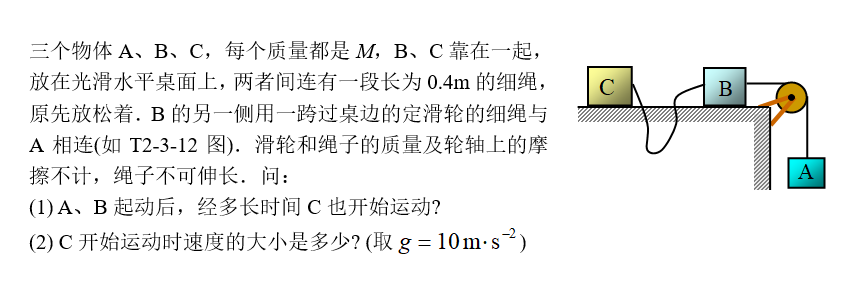 三个物体 A、B、C，每个质量都是 M，B、C 靠在一起，
放在光滑水平桌面上，两者间连有一段长为 0.4m 的细绳，
原先放松着．B 的另一侧用一跨过桌边的定滑轮的细绳与
A 相连(如 T2-3-12 图)．滑轮和绳子的质量及轮轴上的摩
擦不计，绳子不可伸长．问：
(1) A、B 起动后，经多长时间 C 也开始运动?
(2) C 开始运动时速度的大小是多少? (取 g = 10 m·s⁻²)
C
B
A